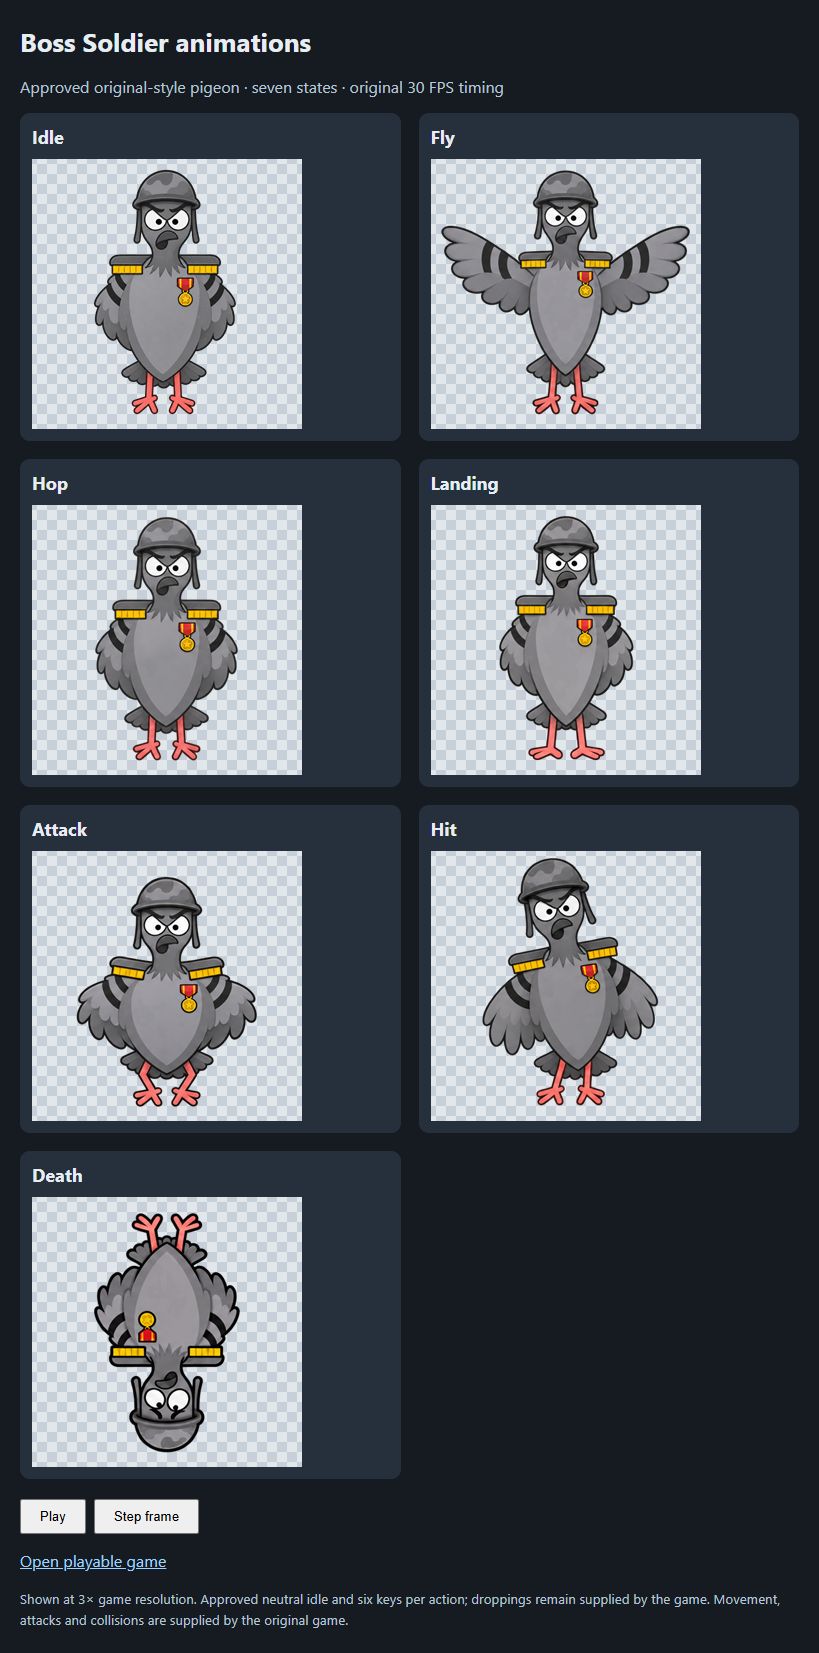 Boss Soldier animations
Approved original-style pigeon · seven states · original 30 FPS timing
Idle
Fly
Hop
Landing
Attack
Hit
Death
Play
Step frame
Open playable game
Shown at 3× game resolution. Approved neutral idle and six keys per action; droppings remain supplied by the game. Movement,
attacks and collisions are supplied by the original game.